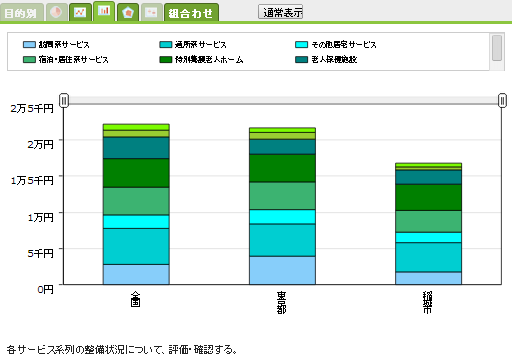 目的別 組合わせ 通常表示
訪問系サービス 通所系サービス その他居宅サービス
宿泊・居住系サービス 特別養護老人ホーム 老人保健施設
2万5千円
2万円
1万5千円
1万円
5千円
0円
全国 東京都 稲城市
各サービス系列の整備状況について、評価・確認する。